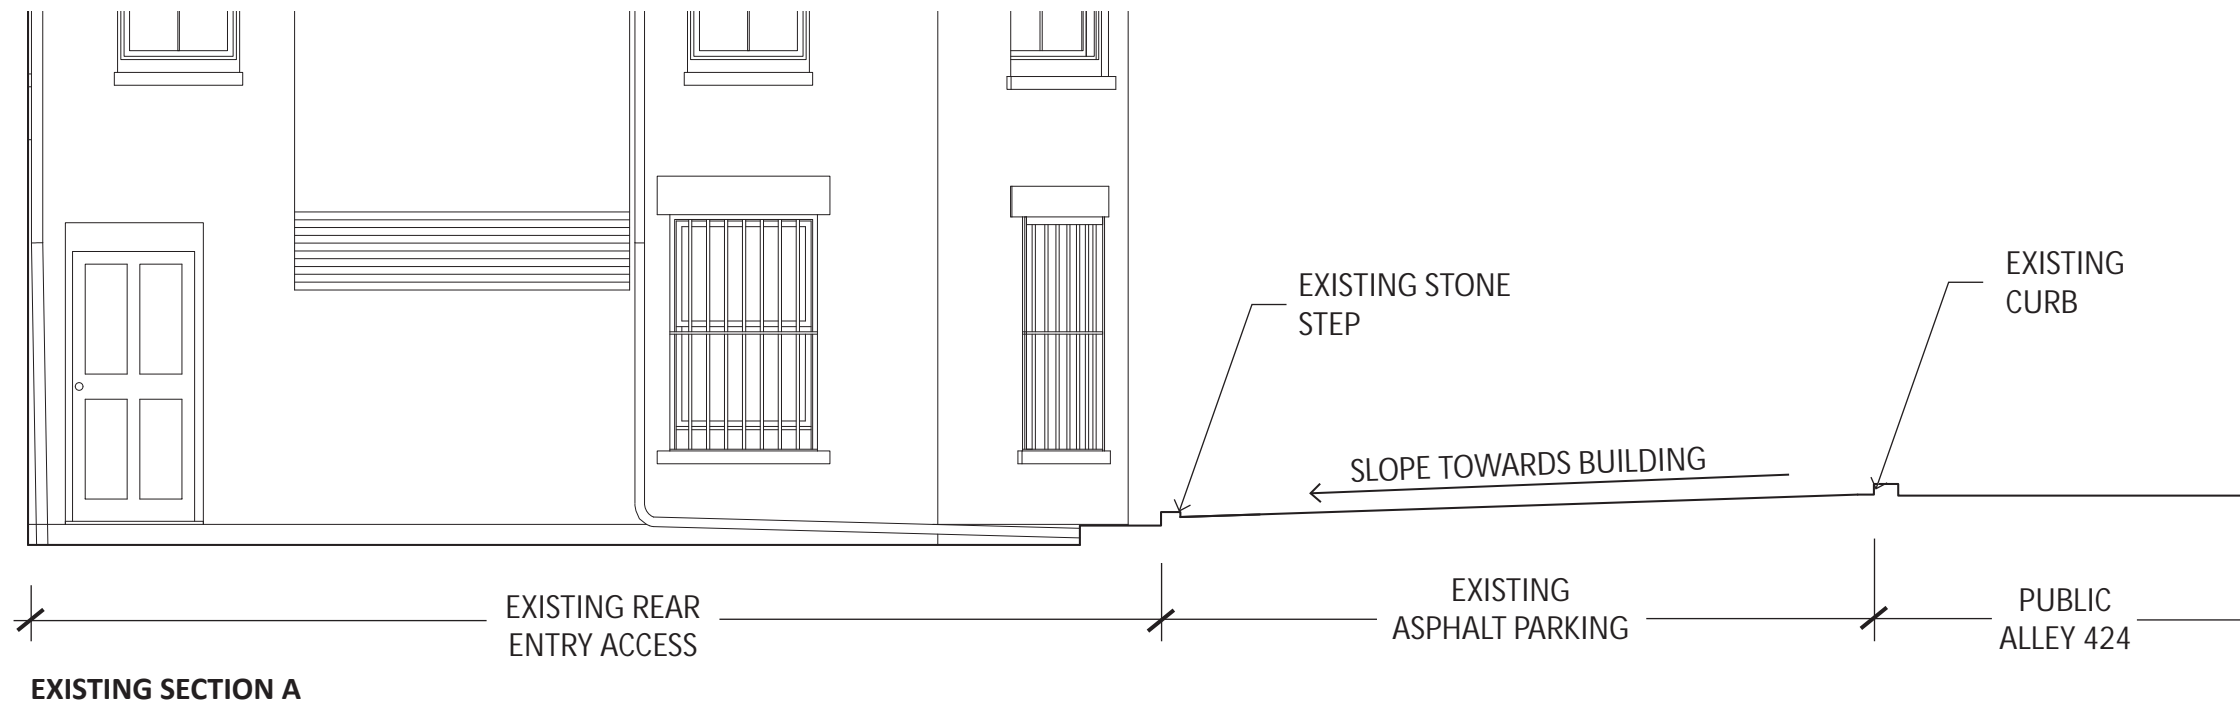 EXISTING STONE
STEP
EXISTING
CURB
SLOPE TOWARDS BUILDING
EXISTING REAR
ENTRY ACCESS
EXISTING
ASPHALT PARKING
PUBLIC
ALLEY 424
EXISTING SECTION A